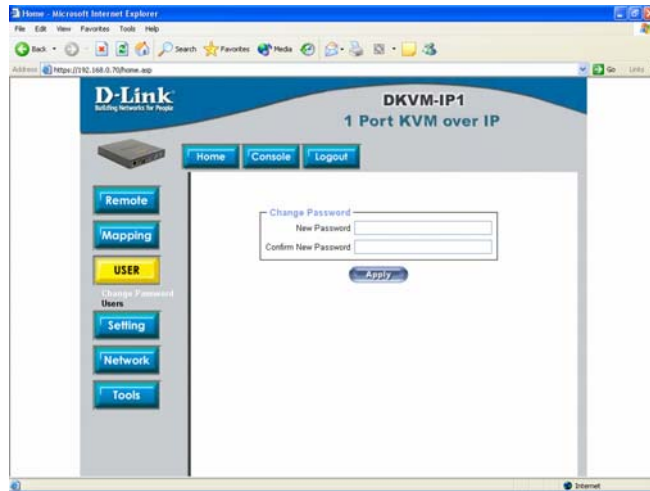 Home - Microsoft Internet Explorer
File Edit View Favorites Tools Help
Back Search Favorites Media
Address https://192.168.0.70/home.asp Go Links
D-Link
Building Networks for People
DKVM-IP1
1 Port KVM over IP
Home Console Logout
Remote
Mapping
USER
Change Password
Users
Setting
Network
Tools
Change Password
New Password
Confirm New Password
Apply
Internet